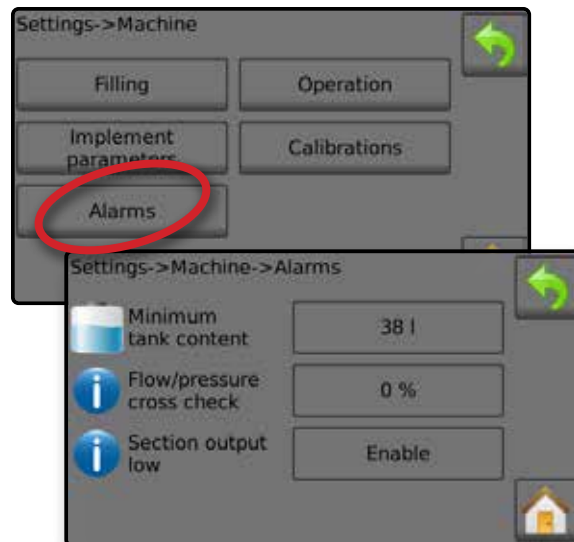 Settings->Machine
Filling
Operation
Implement
parameters
Calibrations
Alarms
Settings->Machine->Alarms
Minimum
tank content
38 l
Flow/pressure
cross check
0 %
Section output
low
Enable